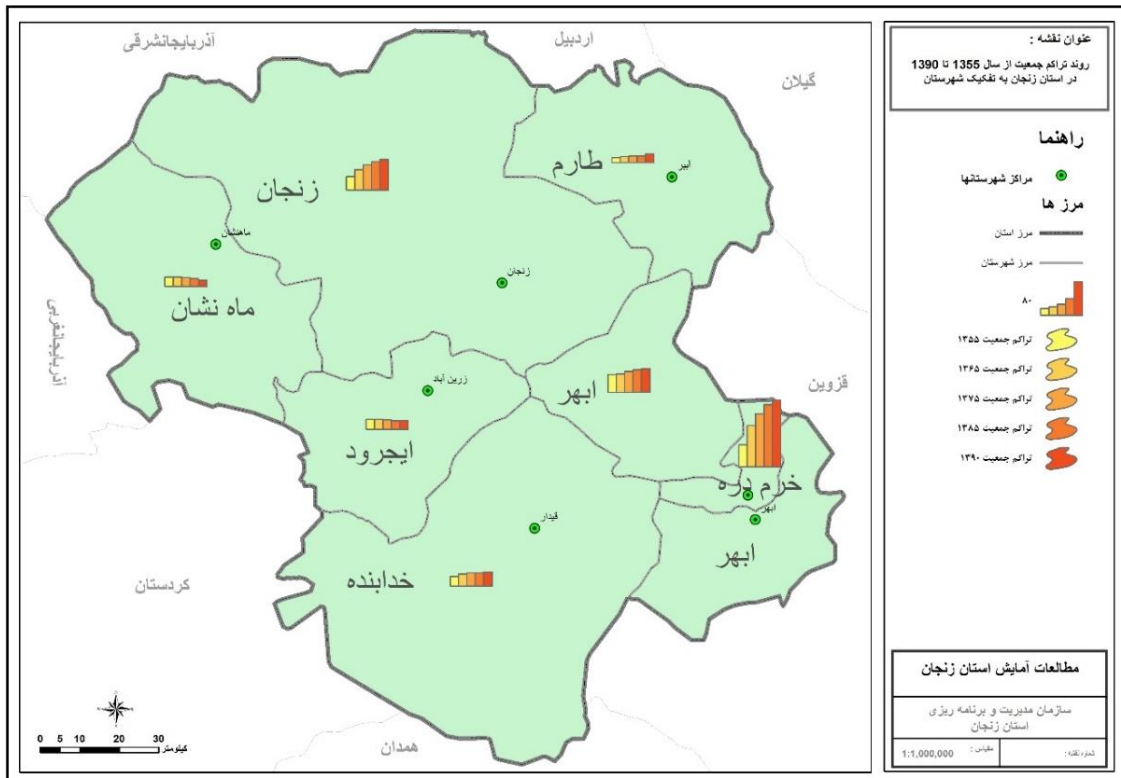 عنوان نقشه :
روند تراکم جمعیت از سال 1355 تا 1390
در استان زنجان به تفکیک شهرستان
راهنما
مراکز شهرستانها
مرز ها
مرز استان
مرز شهرستان
۸۰
تراکم جمعیت ۱۳۵۵
تراکم جمعیت ۱۳۶۵
تراکم جمعیت ۱۳۷۵
تراکم جمعیت ۱۳۸۵
تراکم جمعیت ۱۳۹۰
مطالعات آمایش استان زنجان
سازمان مدیریت و برنامه ریزی
استان زنجان
شماره نقشه :
مقیاس : 1:1,000,000
اردبیل
آذربایجانشرقی
گیلان
طارم
آببر
زنجان
ماهنشان
زنجان
ماه نشان
آذربایجانغربی
قزوین
ابهر
زرین آباد
ایجرود
خرم دره
ابهر
ابهر
قیدار
خدابنده
کردستان
همدان
0 5 10 20 30
کیلومتر